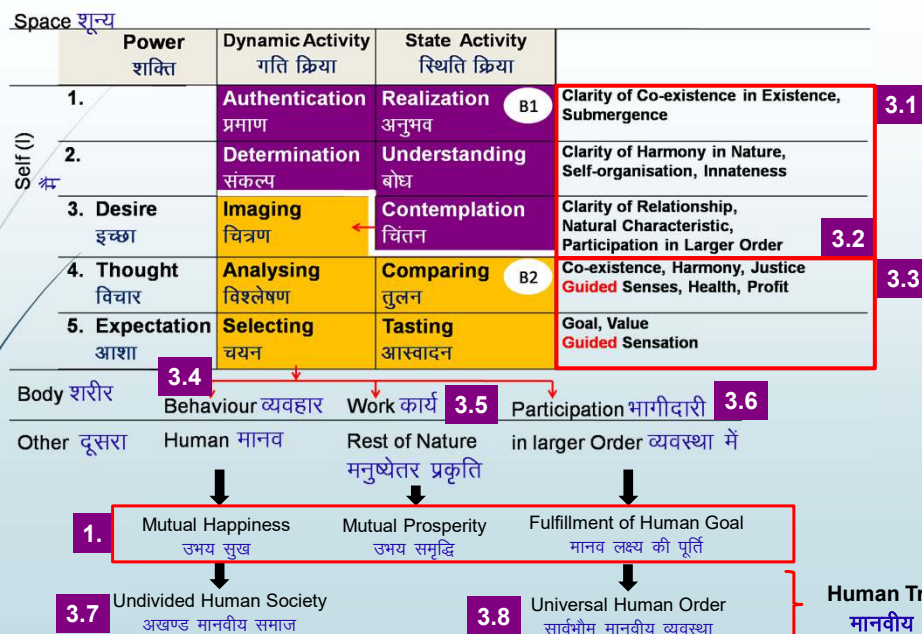 Space शून्य
Power Dynamic Activity State Activity
शक्ति गति क्रिया स्थिति क्रिया
Self (I)
मैं
1. Authentication Realization B1 Clarity of Co-existence in Existence, 3.1
प्रमाण अनुभव Submergence
2. Determination Understanding Clarity of Harmony in Nature,
संकल्प बोध Self-organisation, Innateness
3. Desire Imaging Contemplation Clarity of Relationship,
इच्छा चित्रण चिंतन Natural Characteristic,
Participation in Larger Order 3.2
4. Thought Analysing Comparing B2 Co-existence, Harmony, Justice 3.3
विचार विश्लेषण तुलन Guided Senses, Health, Profit
5. Expectation Selecting Tasting Goal, Value
आशा चयन आस्वादन Guided Sensation
3.4
Body शरीर Behaviour व्यवहार Work कार्य 3.5 Participation भागीदारी 3.6
Other दूसरा Human मानव Rest of Nature in larger Order व्यवस्था में
मनुष्येतर प्रकृति
1. Mutual Happiness Mutual Prosperity Fulfillment of Human Goal
उभय सुख उभय समृद्धि मानव लक्ष्य की पूर्ति
3.7 Undivided Human Society 3.8 Universal Human Order Human Tr
अखण्ड मानवीय समाज सार्वभौम मानवीय व्यवस्था मानवीय